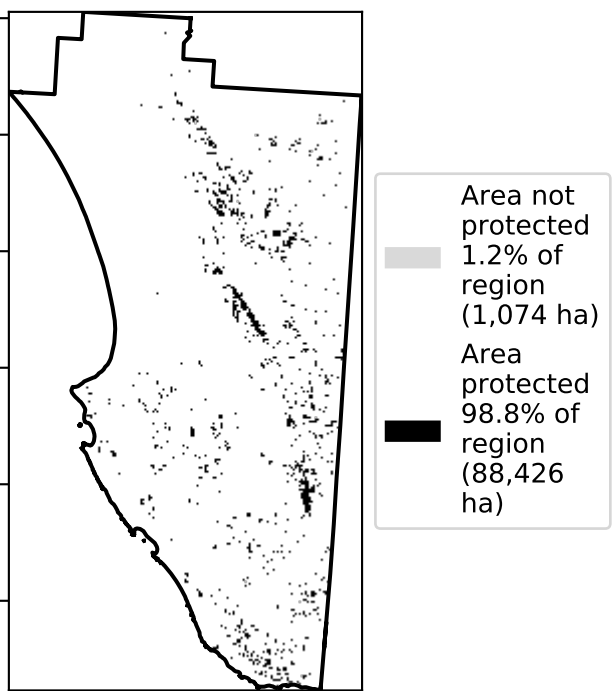 Area not
protected
1.2% of
region
(1,074 ha)
Area
protected
98.8% of
region
(88,426
ha)